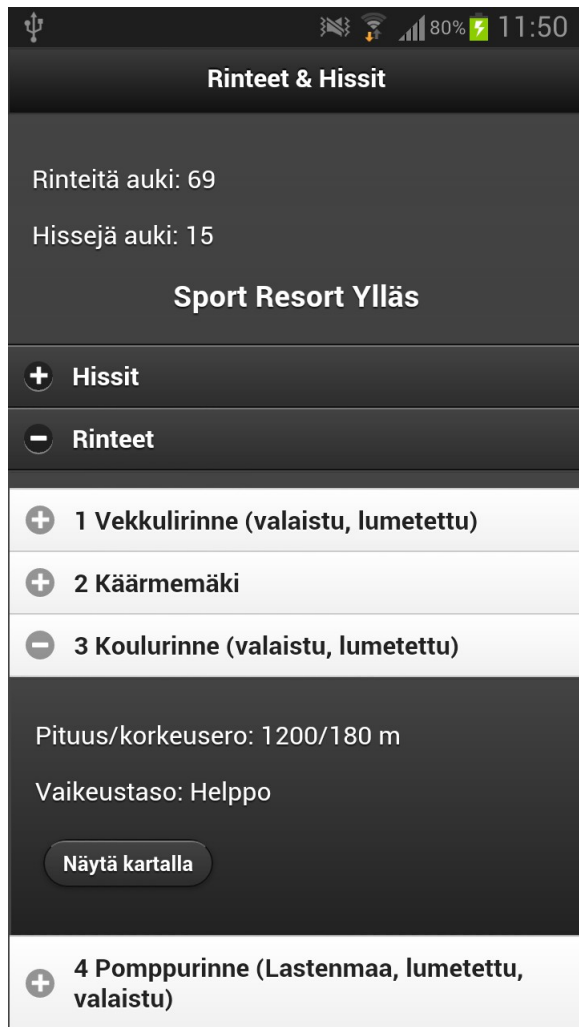 80% 11:50
Rinteet & Hissit
Rinteitä auki: 69
Hissejä auki: 15
Sport Resort Ylläs
Hissit
Rinteet
1 Vekkulirinne (valaistu, lumetettu)
2 Käärmemäki
3 Koulurinne (valaistu, lumetettu)
Pituus/korkeusero: 1200/180 m
Vaikeustaso: Helppo
Näytä kartalla
4 Pomppurinne (Lastenmaa, lumetettu,
valaistu)